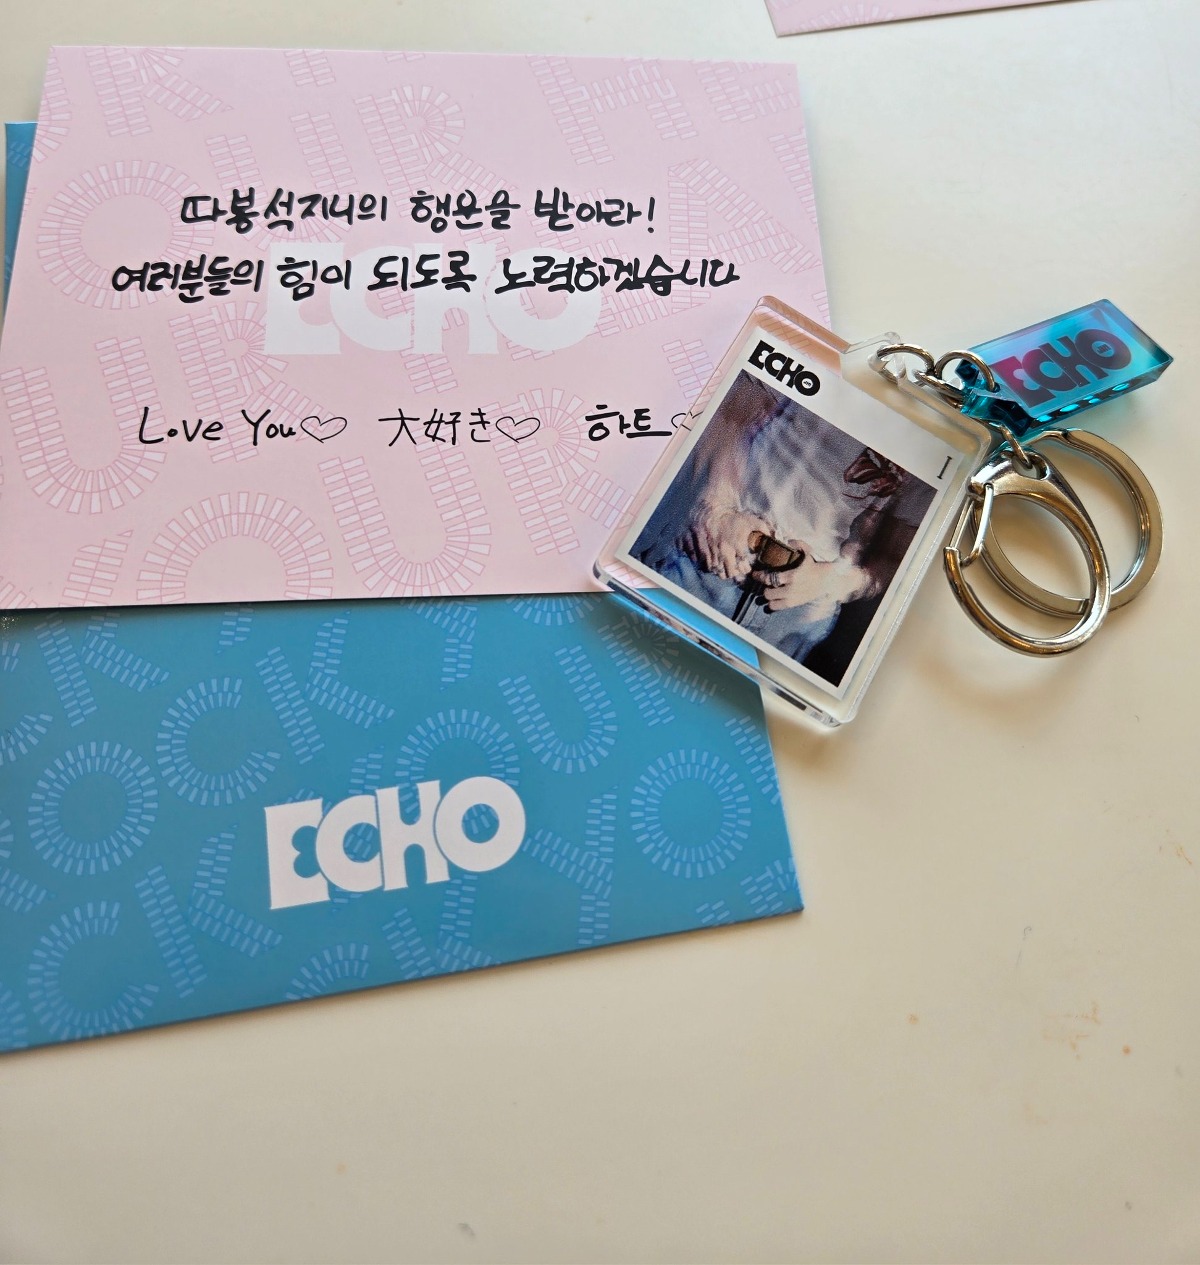 따봉석지니의 행운을 받아라!
여러분들의 힘이 되도록 노력하겠습니다
ECHO
Love You♡ 大好き♡ 하트♡
ECHO
I
ECHO
ECHO